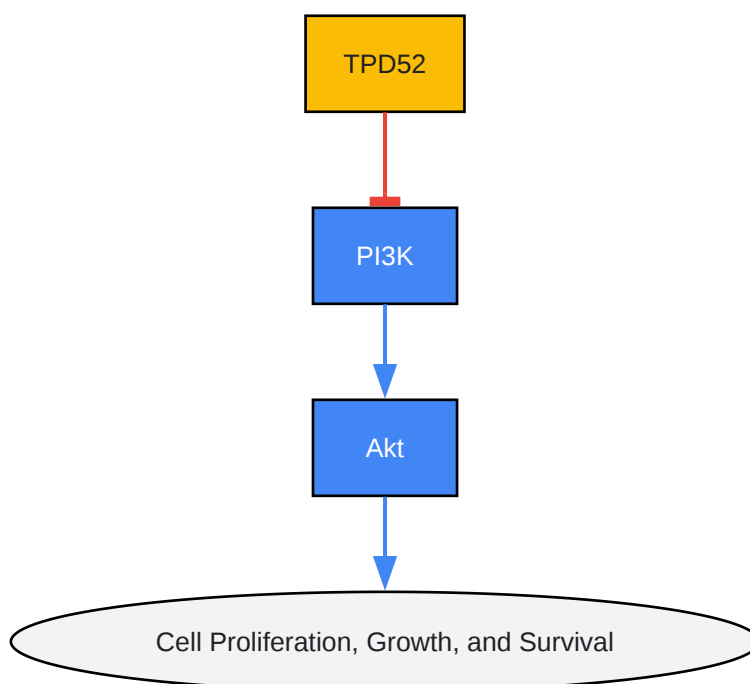 TPD52
PI3K
Akt
Cell Proliferation, Growth, and Survival